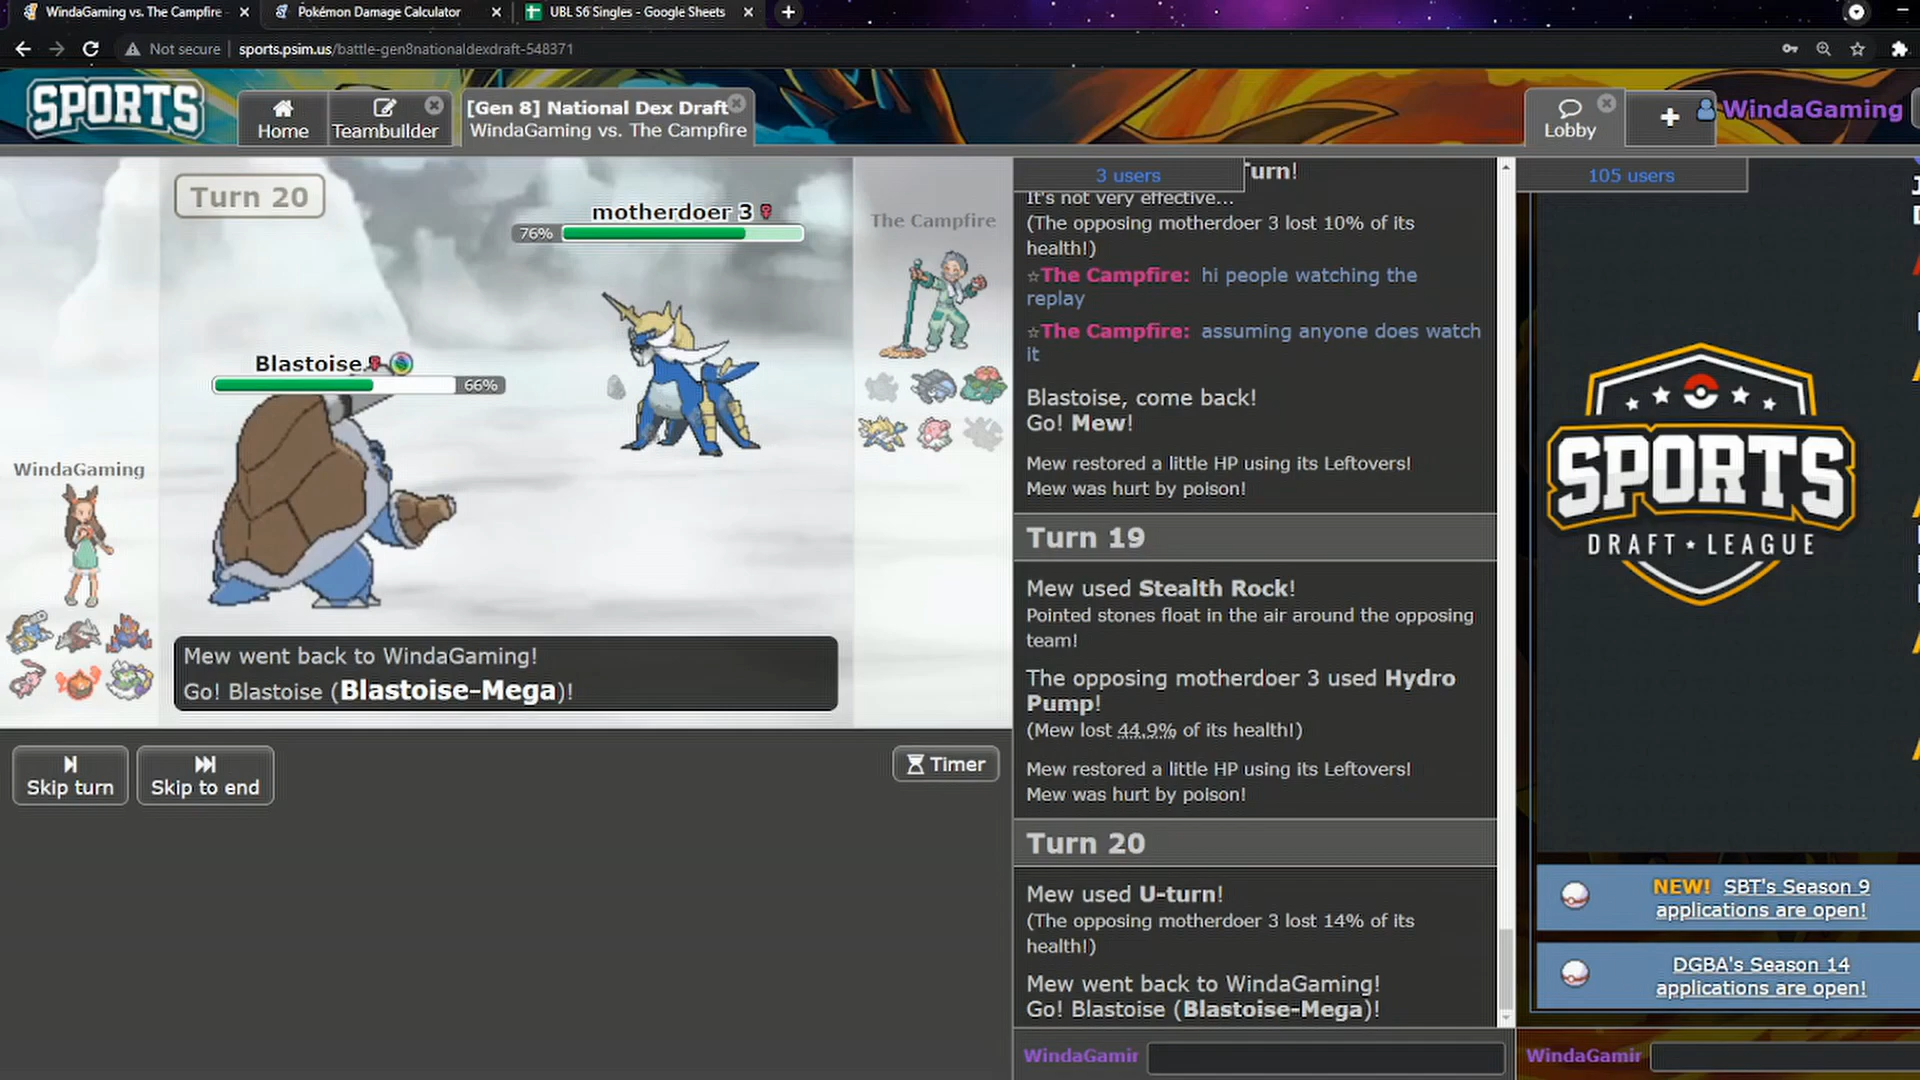 WindaGaming vs. The Campfire
Pokémon Damage Calculator
UBL S6 Singles - Google Sheets
Not secure
sports.psim.us/battle-gen8nationaldexdraft-548371
SPORTS
Home
Teambuilder
[Gen 8] National Dex Draft
WindaGaming vs. The Campfire
Lobby
WindaGaming
Turn 20
motherdoer 3
76%
The Campfire
Blastoise
66%
WindaGaming
Mew went back to WindaGaming!
Go! Blastoise (Blastoise-Mega)!
Skip turn
Skip to end
Timer
3 users
urn!
It's not very effective...
(The opposing motherdoer 3 lost 10% of its
health!)
☆The Campfire: hi people watching the
replay
☆The Campfire: assuming anyone does watch
it
Blastoise, come back!
Go! Mew!
Mew restored a little HP using its Leftovers!
Mew was hurt by poison!
Turn 19
Mew used Stealth Rock!
Pointed stones float in the air around the opposing
team!
The opposing motherdoer 3 used Hydro
Pump!
(Mew lost 44.9% of its health!)
Mew restored a little HP using its Leftovers!
Mew was hurt by poison!
Turn 20
Mew used U-turn!
(The opposing motherdoer 3 lost 14% of its
health!)
Mew went back to WindaGaming!
Go! Blastoise (Blastoise-Mega)!
WindaGamir
105 users
SPORTS
DRAFT ★ LEAGUE
NEW! SBT's Season 9
applications are open!
DGBA's Season 14
applications are open!
WindaGamir